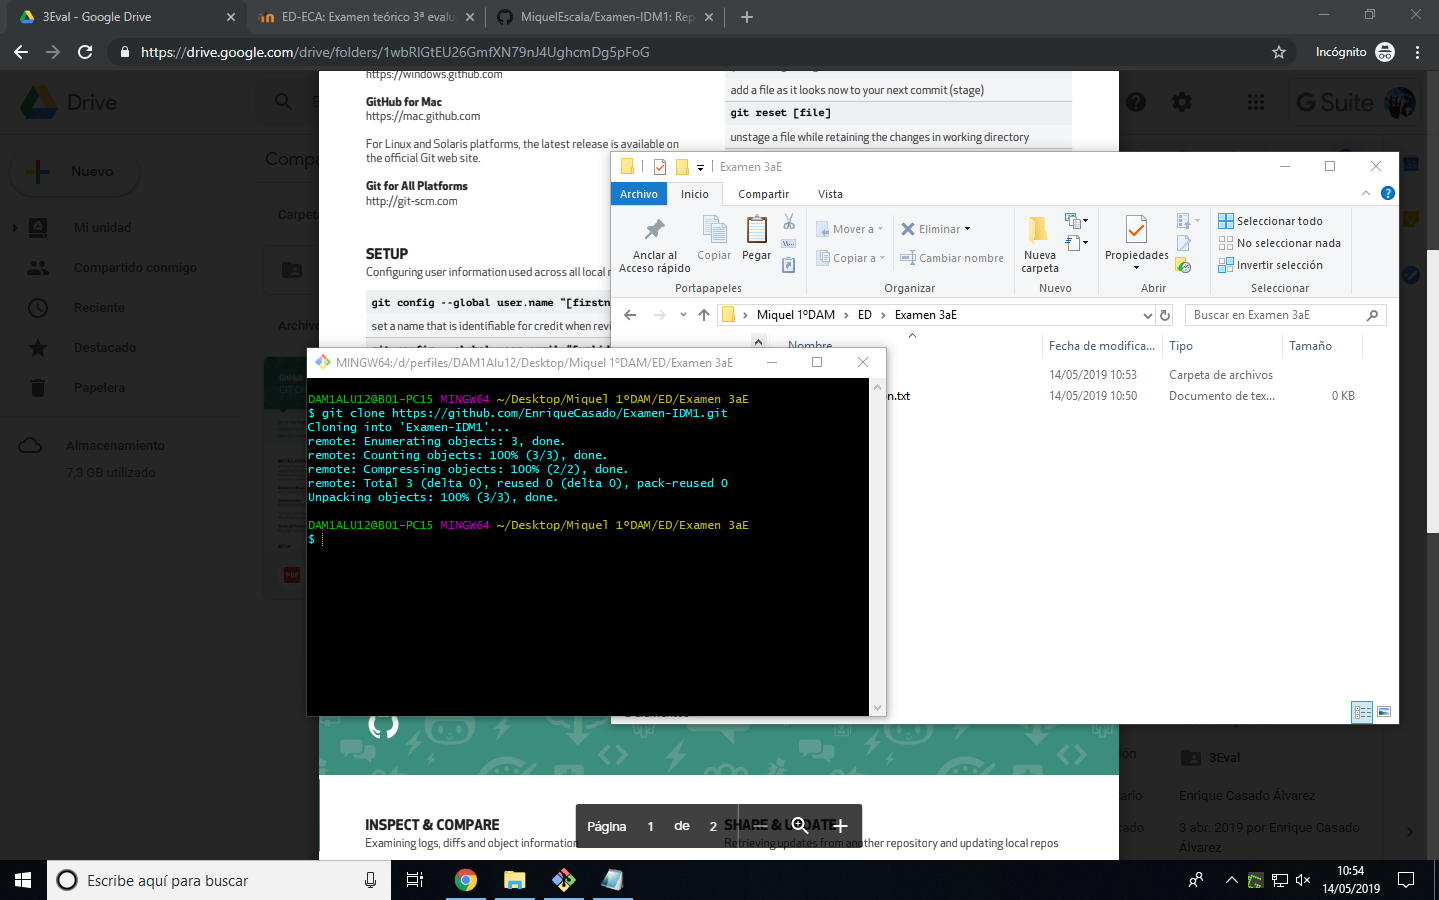 3Eval - Google Drive
ED-ECA: Examen teórico 3ª evalu
MiquelEscala/Examen-IDM1: Rep
https://drive.google.com/drive/folders/1wbRlGtEU26GmfXN79nJ4UghcmDg5pFoG
Incógnito
Drive
G Suite
Nuevo
Mi unidad
Compartido conmigo
Reciente
Destacado
Papelera
Almacenamiento
7,3 GB utilizado
https://windows.github.com
GitHub for Mac
https://mac.github.com
For Linux and Solaris platforms, the latest release is available on
the official Git web site.
Git for All Platforms
http://git-scm.com
SETUP
Configuring user information used across all local
git config --global user.name "[firstn
set a name that is identifiable for credit when revi
add a file as it looks now to your next commit (stage)
git reset [file]
unstage a file while retaining the changes in working directory
Examen 3aE
Archivo
Inicio
Compartir
Vista
Anclar al
Acceso rápido
Copiar
Pegar
Portapapeles
Mover a
Copiar a
Eliminar
Cambiar nombre
Organizar
Nueva
carpeta
Nuevo
Propiedades
Abrir
Seleccionar todo
No seleccionar nada
Invertir selección
Seleccionar
Miquel 1ºDAM
ED
Examen 3aE
Buscar en Examen 3aE
Nombre
Fecha de modifica...
Tipo
Tamaño
14/05/2019 10:53
Carpeta de archivos
n.txt
14/05/2019 10:50
Documento de tex...
0 KB
MINGW64:/d/perfiles/DAM1Alu12/Desktop/Miquel 1ºDAM/ED/Examen 3aE
DAM1ALU12@B01-PC15 MINGW64 ~/Desktop/Miquel 1ºDAM/ED/Examen 3aE
$ git clone https://github.com/EnriqueCasado/Examen-IDM1.git
Cloning into 'Examen-IDM1'...
remote: Enumerating objects: 3, done.
remote: Counting objects: 100% (3/3), done.
remote: Compressing objects: 100% (2/2), done.
remote: Total 3 (delta 0), reused 0 (delta 0), pack-reused 0
Unpacking objects: 100% (3/3), done.
DAM1ALU12@B01-PC15 MINGW64 ~/Desktop/Miquel 1ºDAM/ED/Examen 3aE
$
INSPECT & COMPARE
Examining logs, diffs and object information
SHARE & UPDATE
Retrieving updates from another repository and updating local repos
Página 1 de 2
3Eval
Enrique Casado Álvarez
3 abr. 2019 por Enrique Casado
Álvarez
Escribe aquí para buscar
10:54
14/05/2019